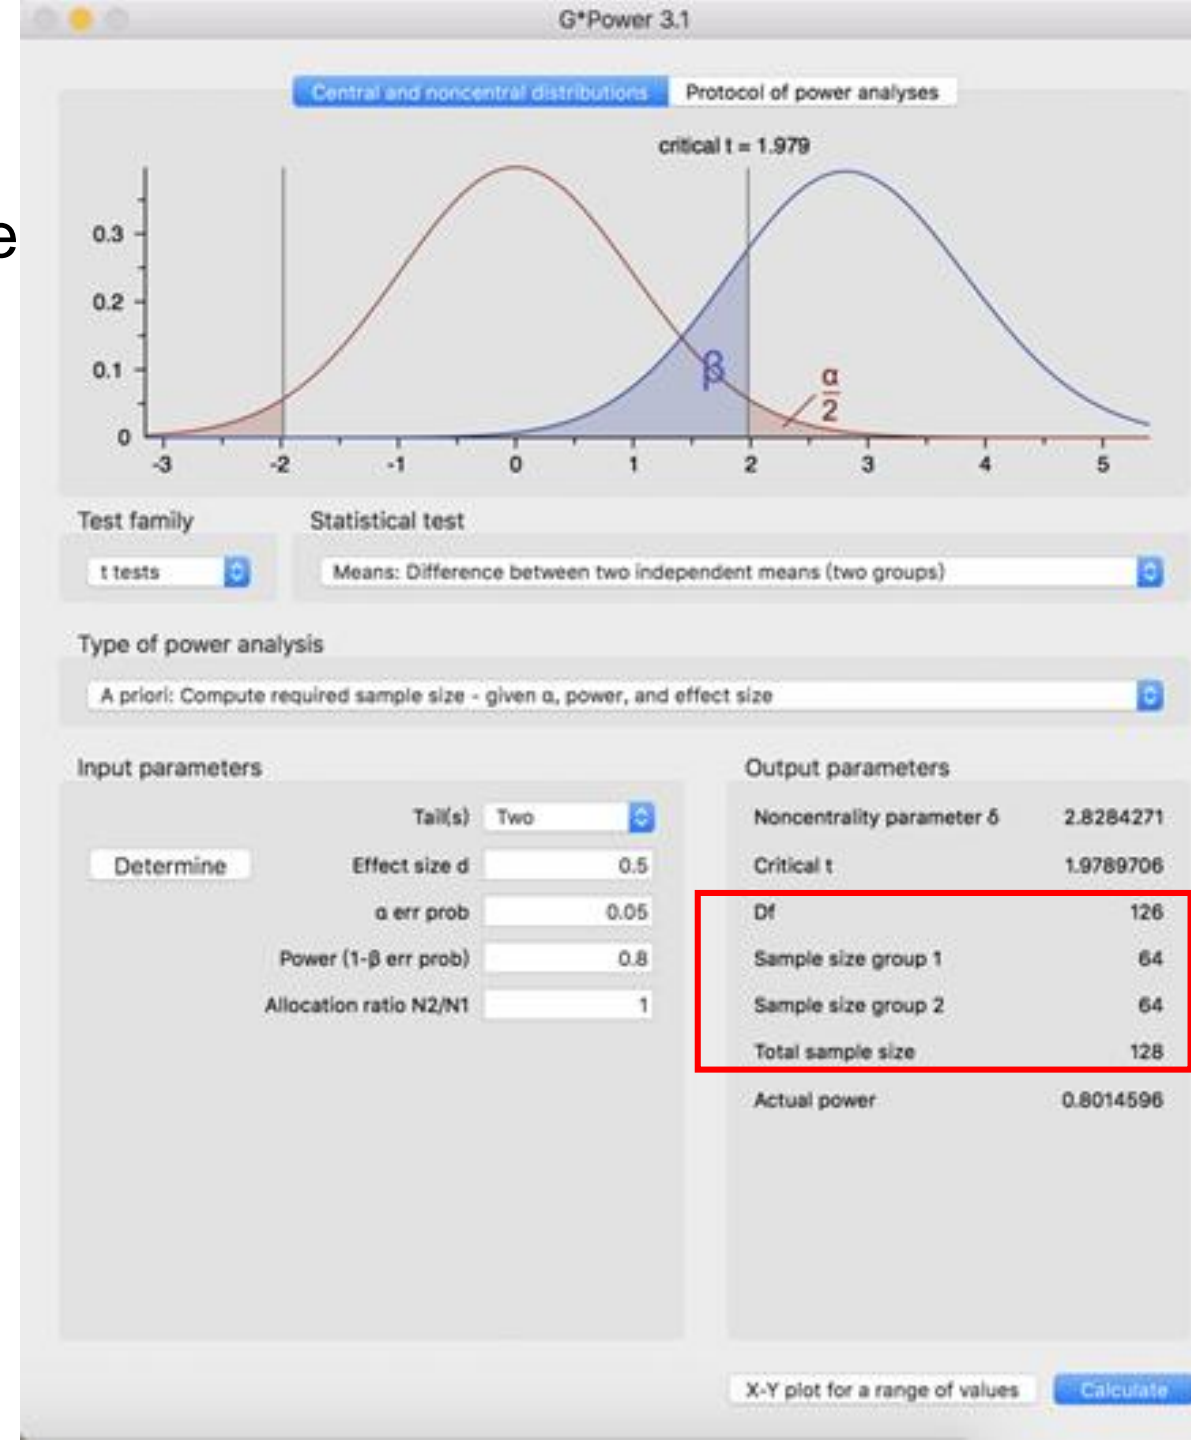 G*Power 3.1
Central and noncentral distributions Protocol of power analyses
critical t = 1.979
e
0.3
0.2
0.1
0
β
α
2
-3 -2 -1 0 1 2 3 4 5
Test family Statistical test
t tests Means: Difference between two independent means (two groups)
Type of power analysis
A priori: Compute required sample size - given α, power, and effect size
Input parameters Output parameters
Tail(s) Two Noncentrality parameter δ 2.8284271
Determine Effect size d 0.5 Critical t 1.9789706
α err prob 0.05 Df 126
Power (1-β err prob) 0.8 Sample size group 1 64
Allocation ratio N2/N1 1 Sample size group 2 64
Total sample size 128
Actual power 0.8014596
X-Y plot for a range of values Calculate